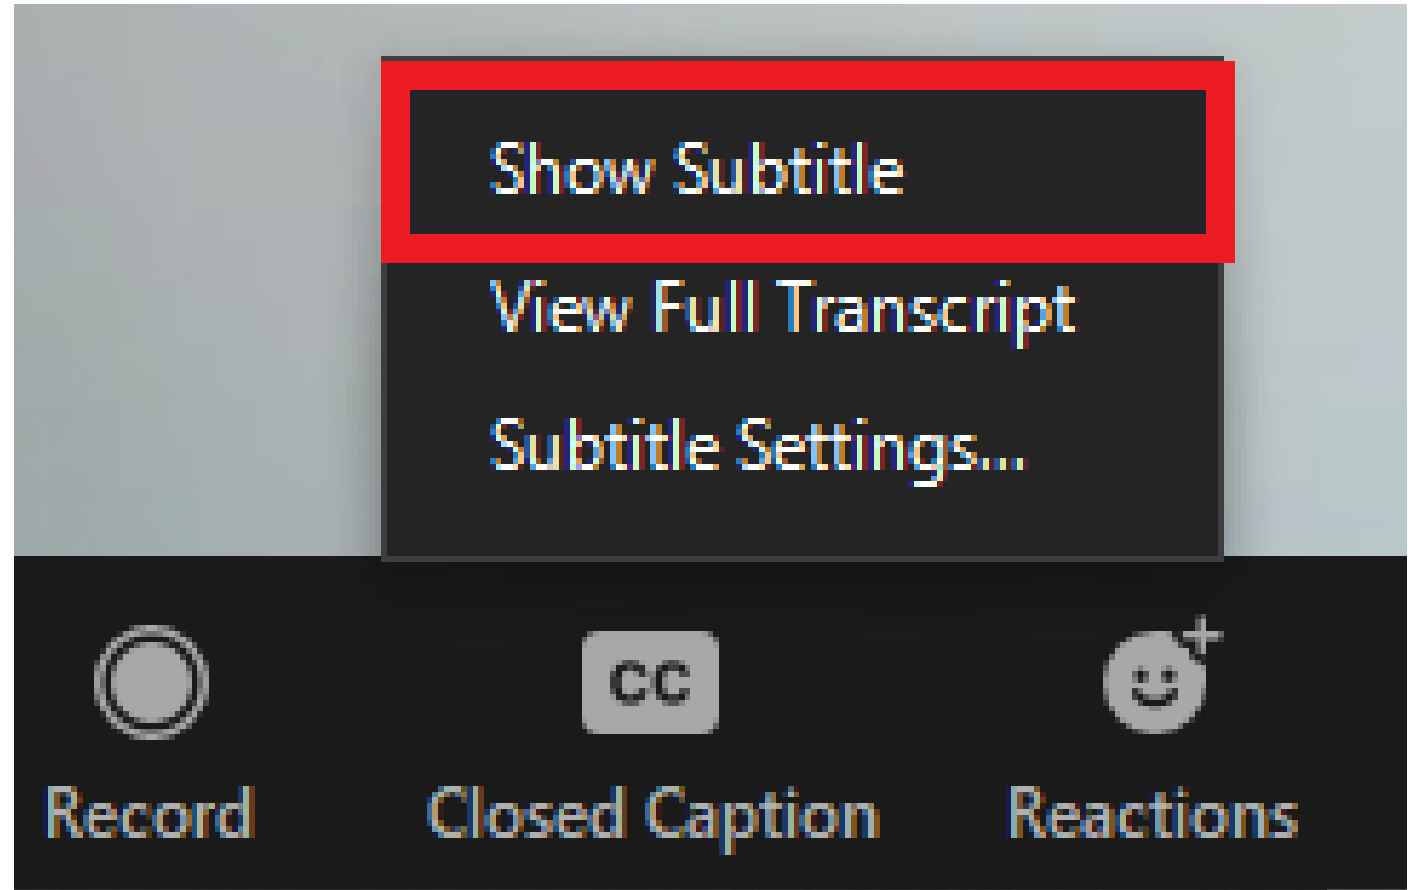 Show Subtitle
View Full Transcript
Subtitle Settings...
CC
Record
Closed Caption
Reactions